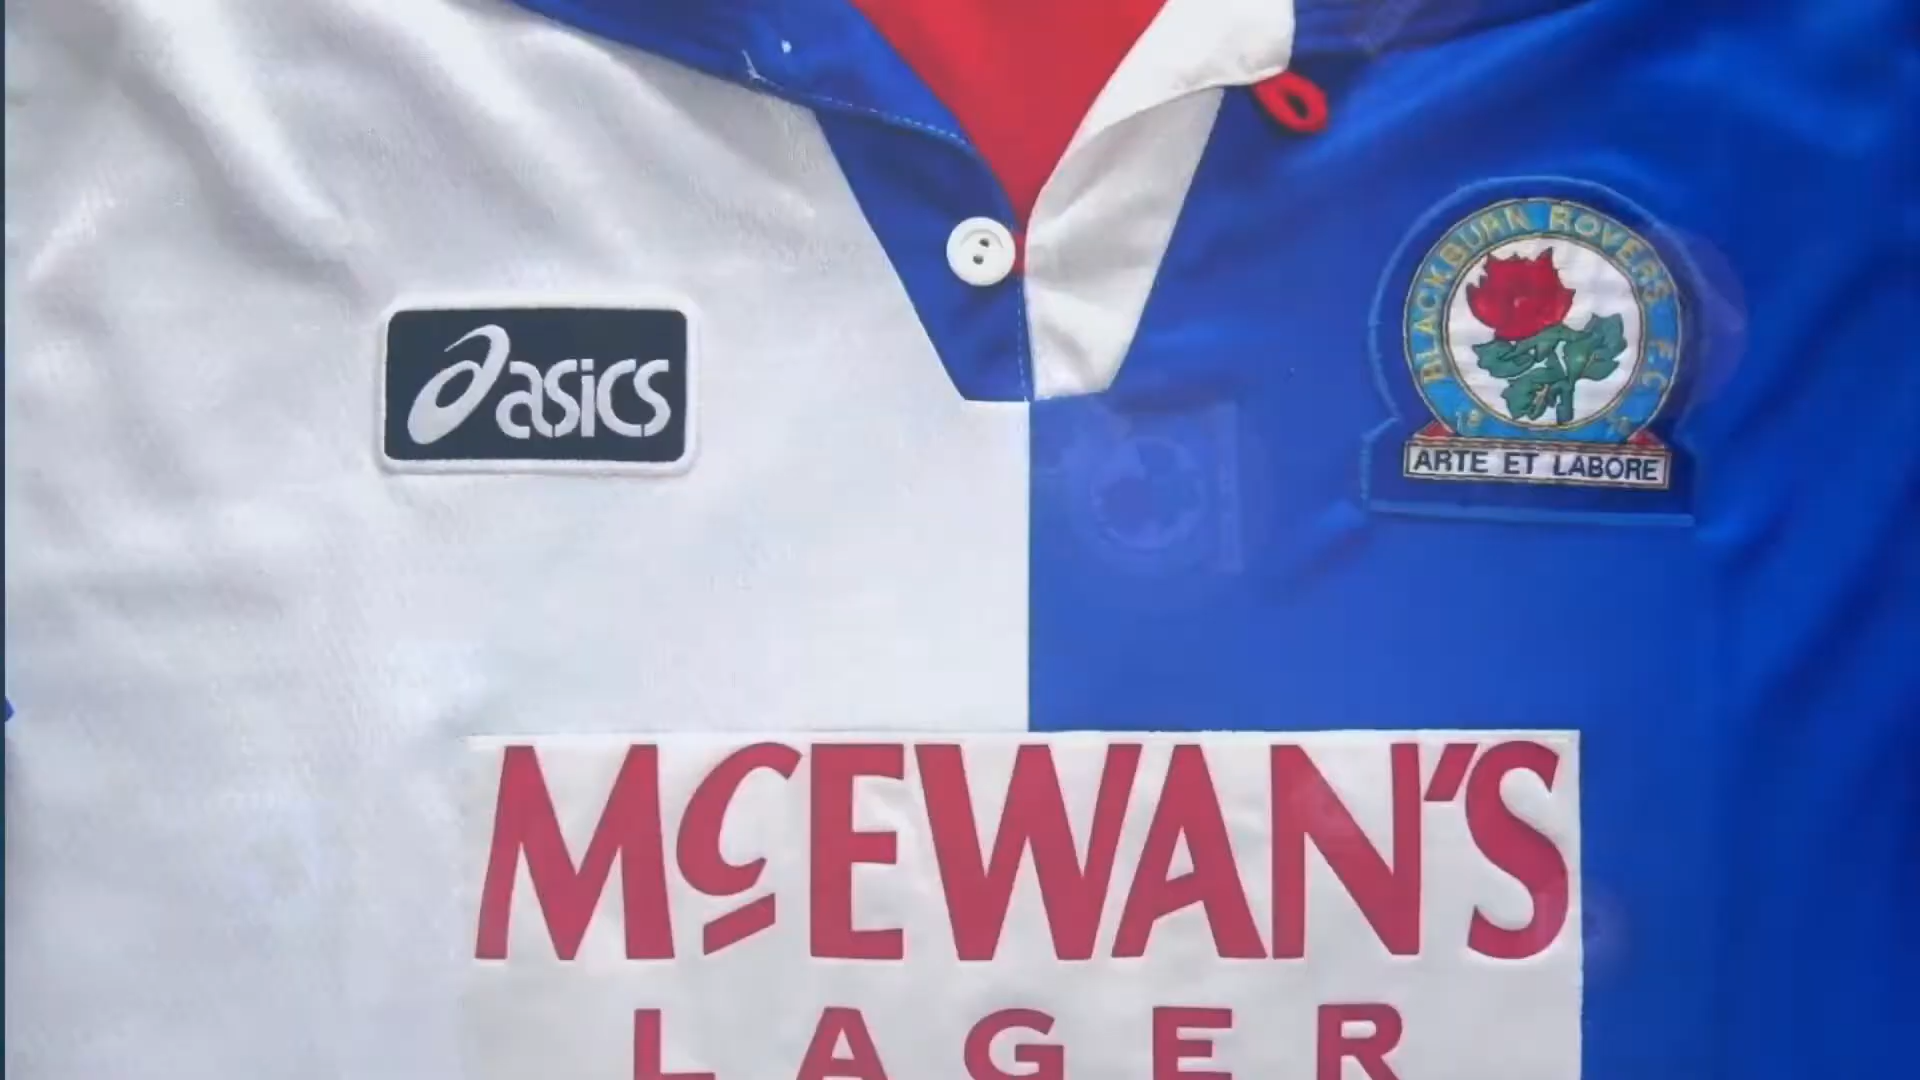 asics
BLACKBURN ROVERS F.C.
ARTE ET LABORE
McEWAN'S
LAGER